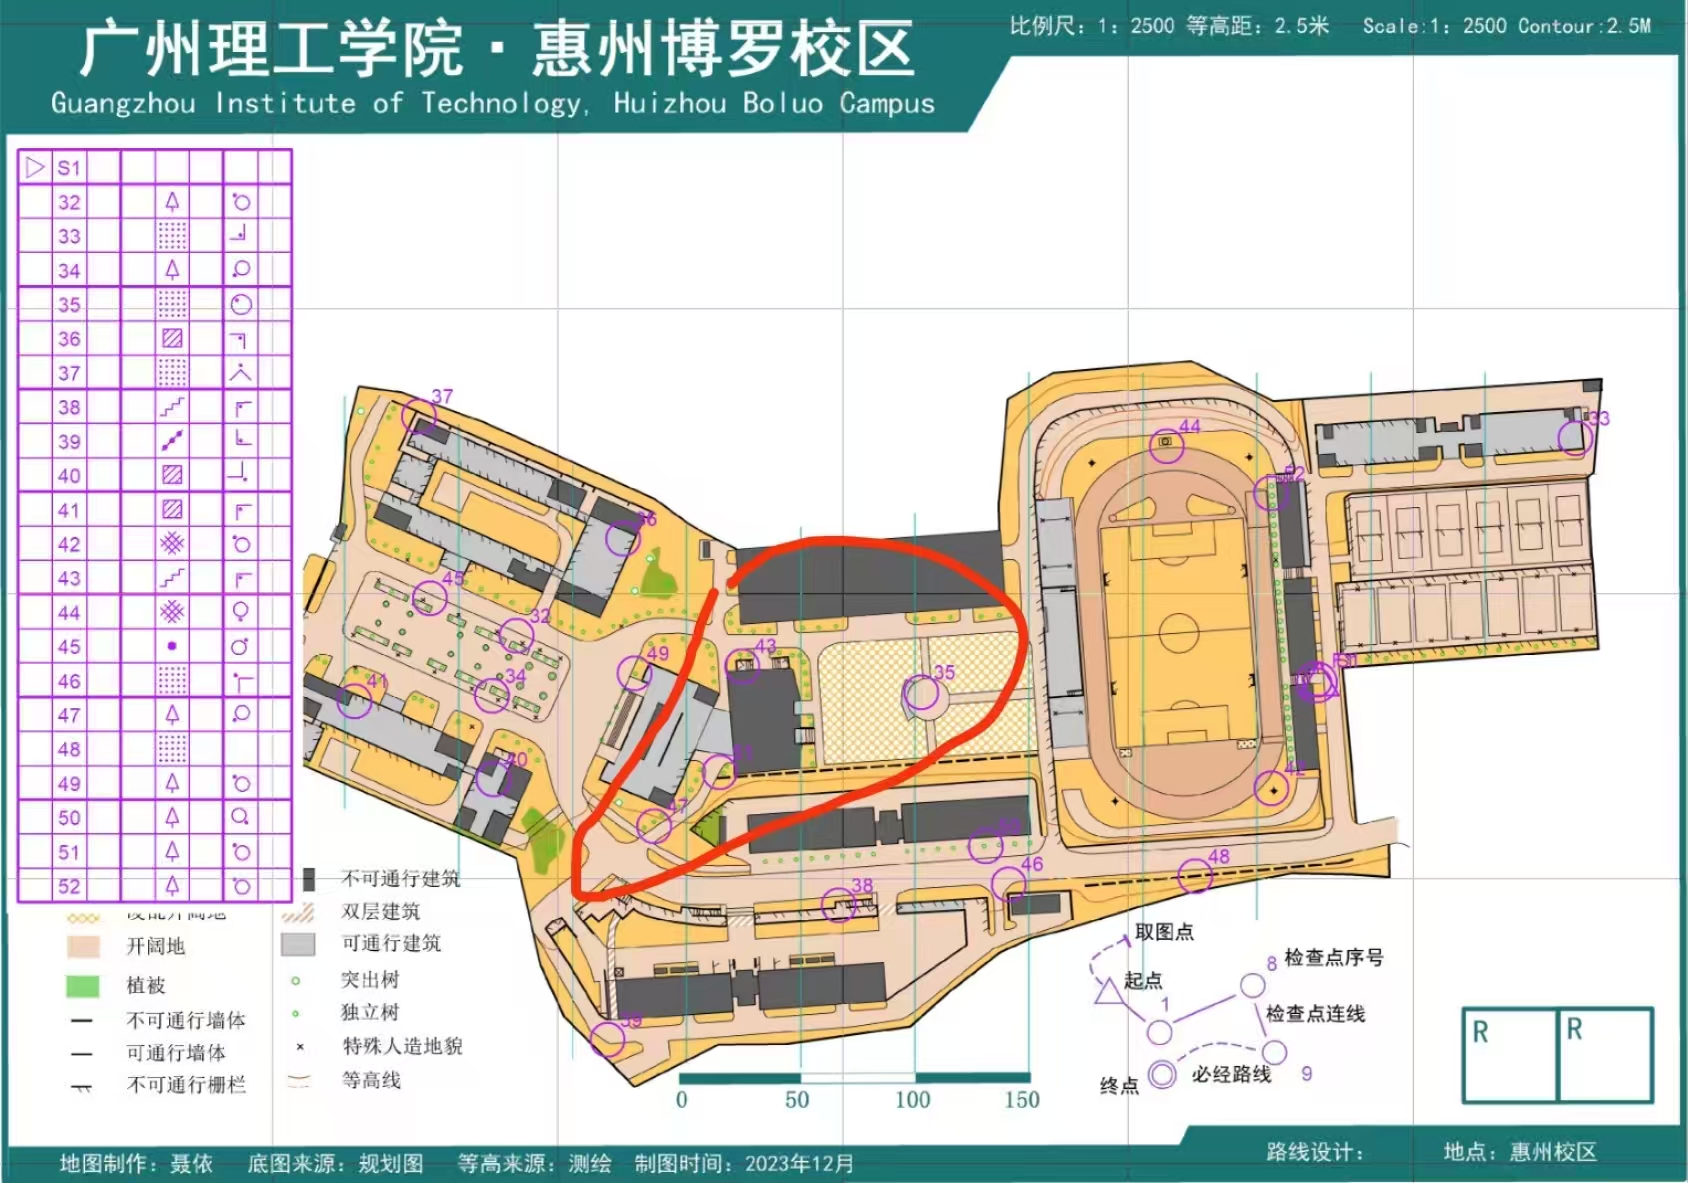 广州理工学院·惠州博罗校区
Guangzhou Institute of Technology, Huizhou Boluo Campus
比例尺：1：2500 等高距：2.5米 Scale:1：2500 Contour:2.5M
S1
32
33
34
35
36
37
38
39
40
41
42
43
44
45
46
47
48
49
50
51
52
37
44
33
52
36
45
32
49
43
35
34
41
40
51
47
42
50
46
48
38
39
开阔地
植被
不可通行墙体
可通行墙体
不可通行栅栏
不可通行建筑
双层建筑
可通行建筑
突出树
独立树
特殊人造地貌
等高线
0 50 100 150
取图点
起点
8 检查点序号
1
检查点连线
必经路线 9
终点
R R
地图制作：聂依 底图来源：规划图 等高来源：测绘 制图时间：2023年12月
路线设计： 地点：惠州校区